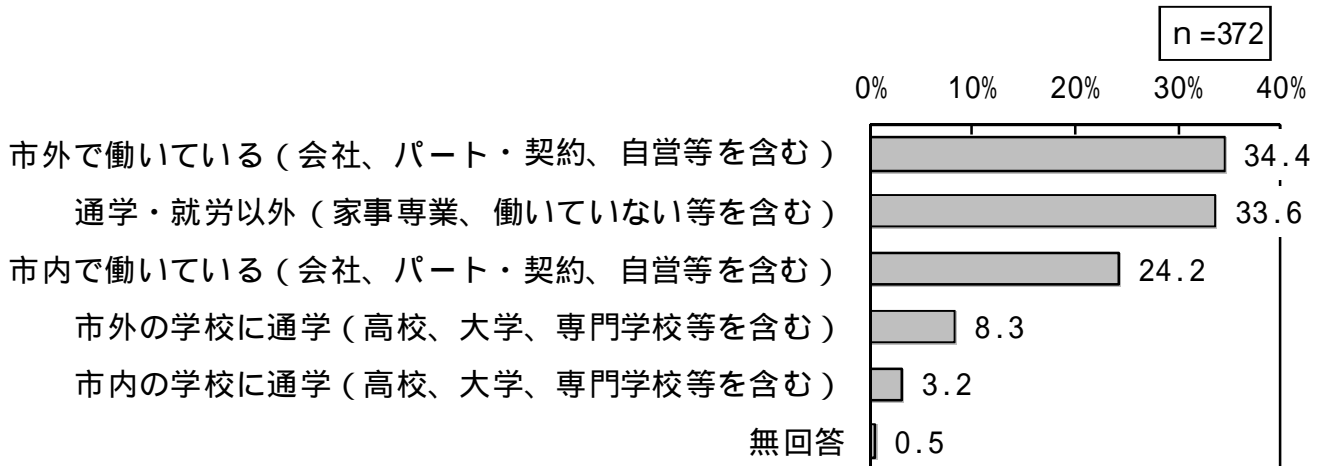 n=372
0% 10% 20% 30% 40%
市外で働いている(会社、パート・契約、自営等を含む) 34.4
通学・就労以外(家事専業、働いていない等を含む) 33.6
市内で働いている(会社、パート・契約、自営等を含む) 24.2
市外の学校に通学(高校、大学、専門学校等を含む) 8.3
市内の学校に通学(高校、大学、専門学校等を含む) 3.2
無回答 0.5